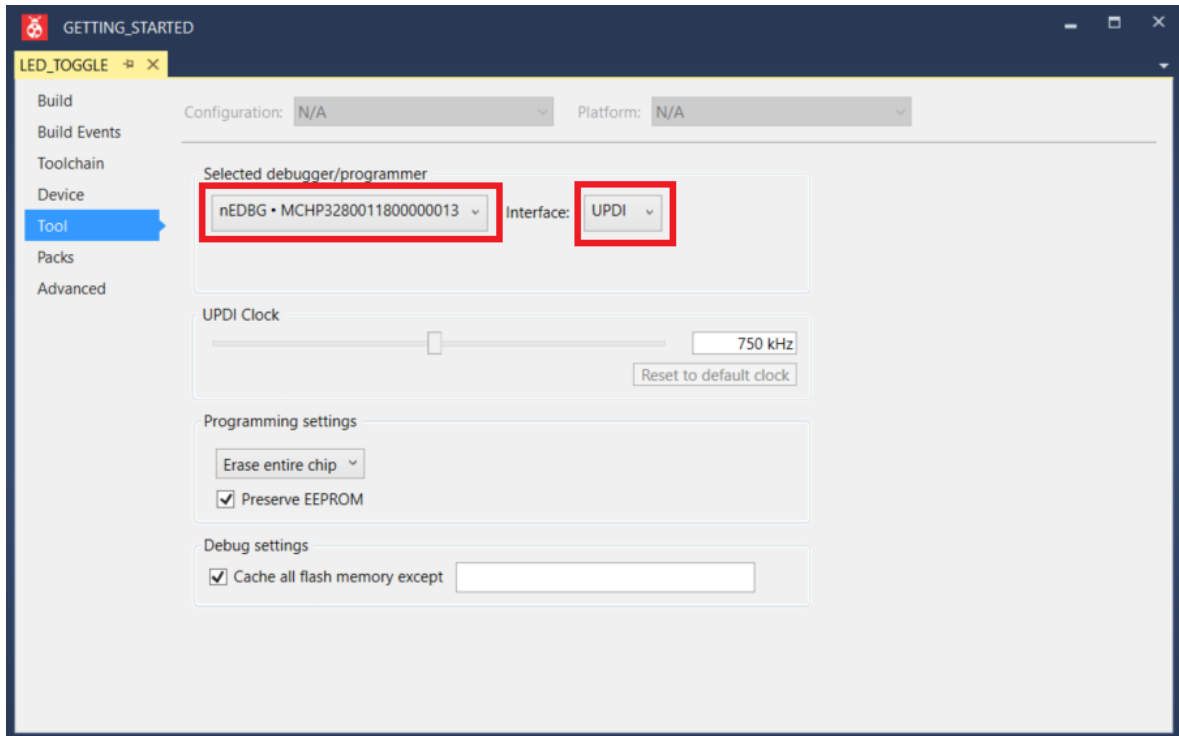 GETTING_STARTED
LED_TOGGLE
Build
Build Events
Toolchain
Device
Tool
Packs
Advanced
Configuration: N/A Platform: N/A
Selected debugger/programmer
nEDBG • MCHP3280011800000013 Interface: UPDI
UPDI Clock
750 kHz
Reset to default clock
Programming settings
Erase entire chip
Preserve EEPROM
Debug settings
Cache all flash memory except